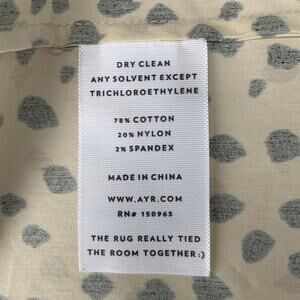 DRY CLEAN
ANY SOLVENT EXCEPT
TRICHLOROETHYLENE
78% COTTON
20% NYLON
2% SPANDEX
MADE IN CHINA
WWW.AYR.COM
RN# 150965
THE RUG REALLY TIED
THE ROOM TOGETHER:)